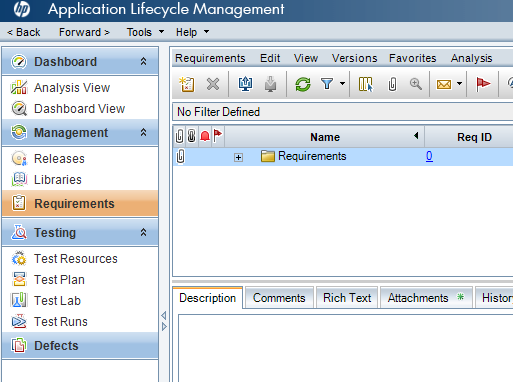 hp Application Lifecycle Management
< Back Forward > Tools Help
Dashboard
Analysis View
Dashboard View
Management
Releases
Libraries
Requirements
Testing
Test Resources
Test Plan
Test Lab
Test Runs
Defects
Requirements Edit View Versions Favorites Analysis
No Filter Defined
Name Req ID
Requirements 0
Description Comments Rich Text Attachments * History